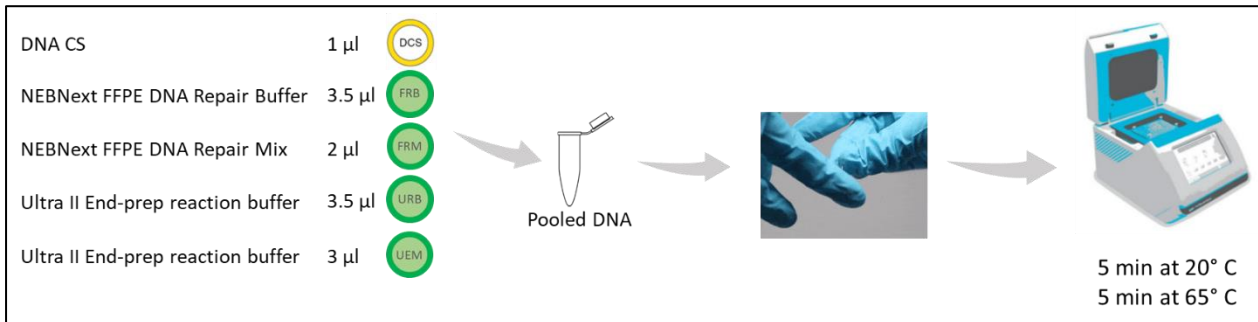 DNA CS 1 µl DCS
NEBNext FFPE DNA Repair Buffer 3.5 µl FRB
NEBNext FFPE DNA Repair Mix 2 µl FRM
Ultra II End-prep reaction buffer 3.5 µl URB
Ultra II End-prep reaction buffer 3 µl UEM
Pooled DNA
5 min at 20° C
5 min at 65° C